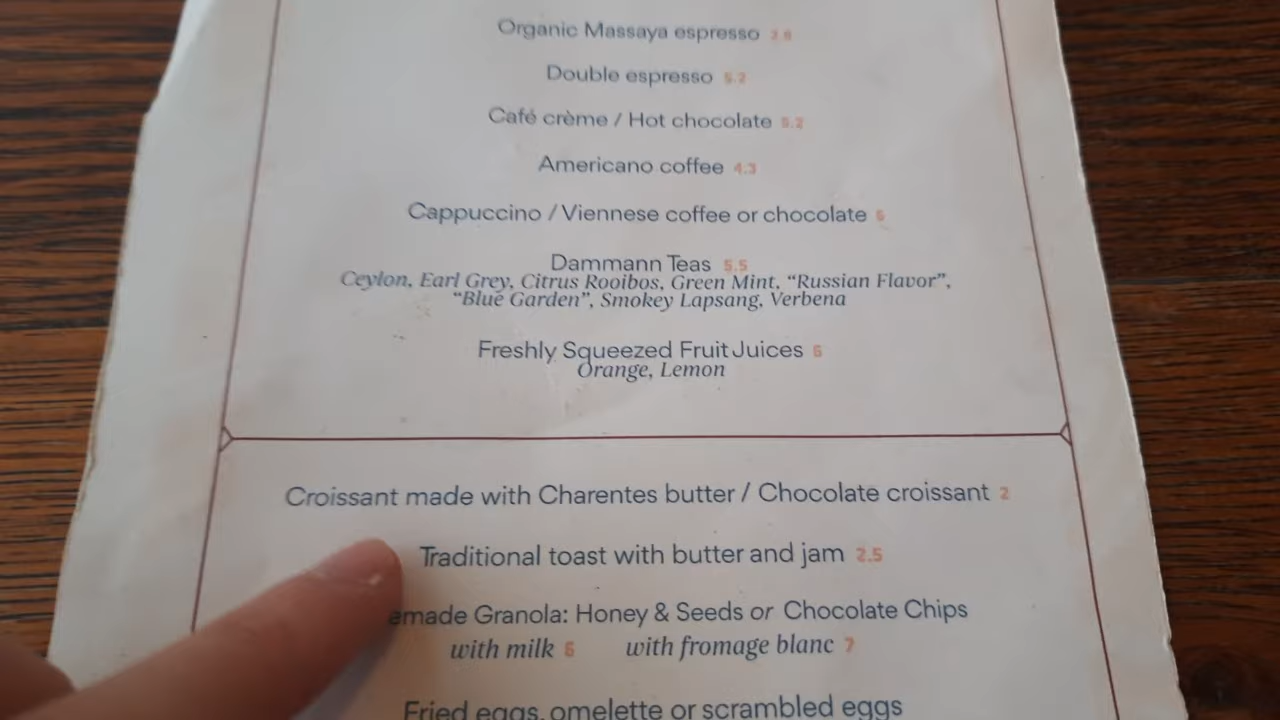 Organic Massaya espresso
Double espresso 5.2
Café crème / Hot chocolate 5.2
Americano coffee 4.3
Cappuccino / Viennese coffee or chocolate 6
Dammann Teas 5.5
Ceylon, Earl Grey, Citrus Rooibos, Green Mint, “Russian Flavor”,
“Blue Garden”, Smokey Lapsang, Verbena
Freshly Squeezed Fruit Juices 6
Orange, Lemon
Croissant made with Charentes butter / Chocolate croissant 2
Traditional toast with butter and jam 2.5
emade Granola: Honey & Seeds or Chocolate Chips
with milk 6 with fromage blanc 7
Fried eggs, omelette or scrambled eggs